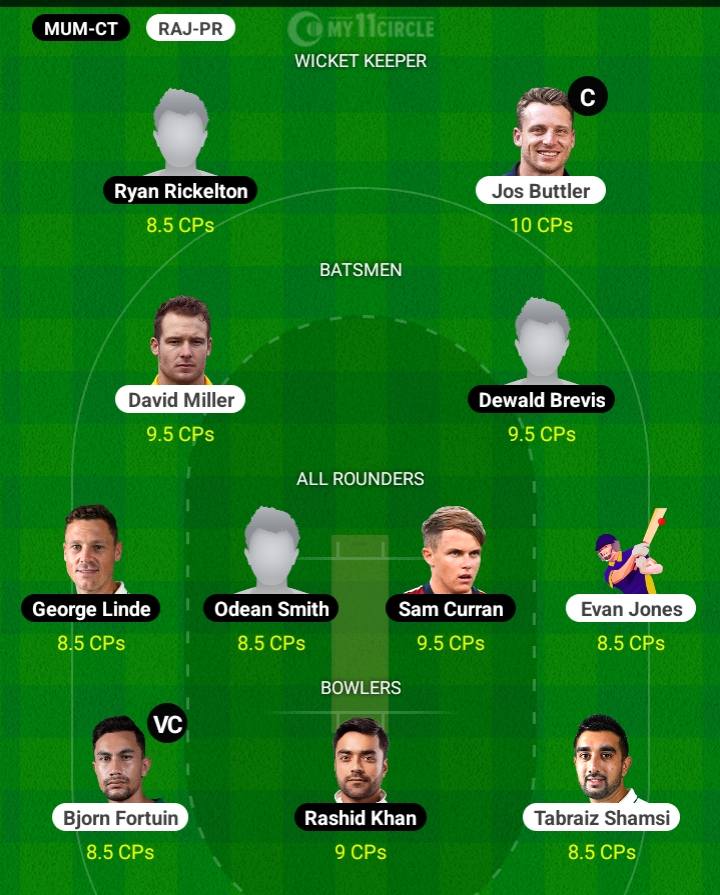 MUM-CT RAJ-PR MY11CIRCLE
WICKET KEEPER
C
Ryan Rickelton Jos Buttler
8.5 CPs 10 CPs
BATSMEN
David Miller Dewald Brevis
9.5 CPs 9.5 CPs
ALL ROUNDERS
George Linde Odean Smith Sam Curran Evan Jones
8.5 CPs 8.5 CPs 9.5 CPs 8.5 CPs
BOWLERS
VC
Bjorn Fortuin Rashid Khan Tabraiz Shamsi
8.5 CPs 9 CPs 8.5 CPs